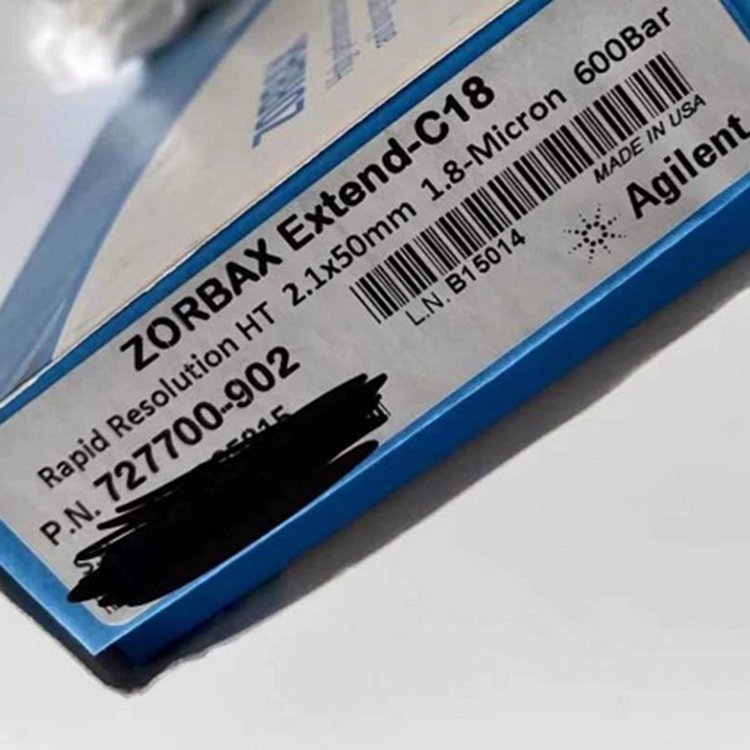 ZORBAX
ZORBAX Extend-C18
Rapid Resolution HT 2.1x50mm 1.8-Micron 600Bar
P.N. 727700-902
L.N. B15014
MADE IN USA
Agilent